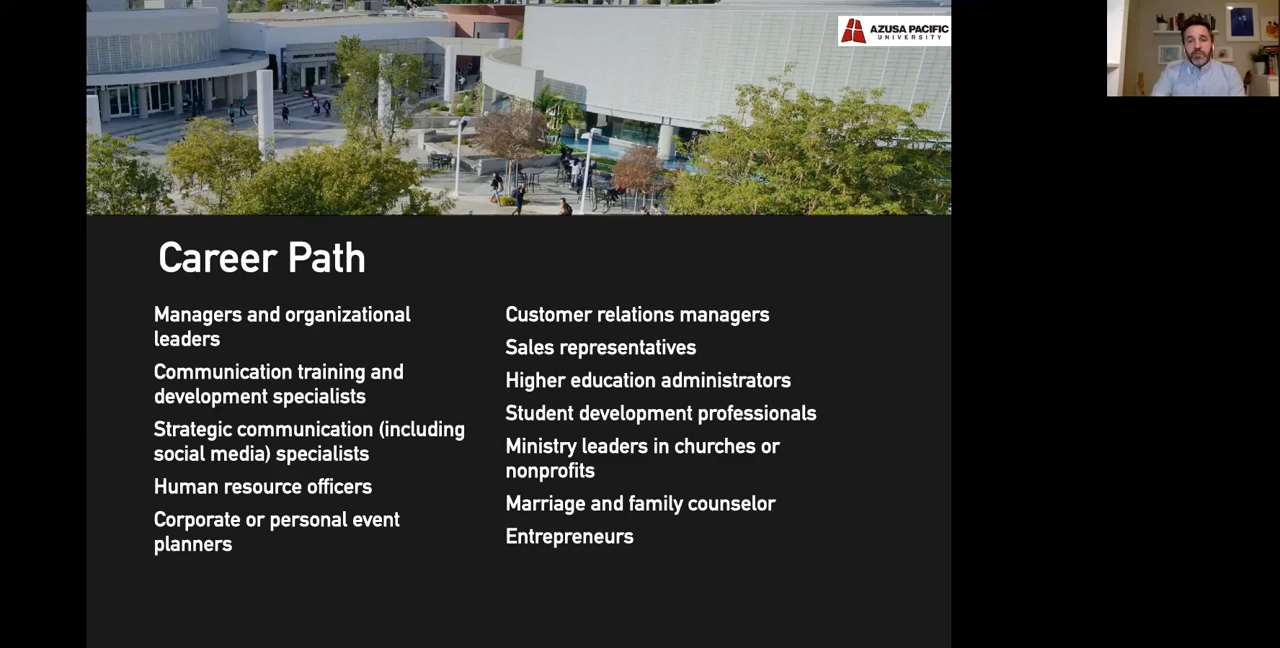 AZUSA PACIFIC
UNIVERSITY
Career Path
Managers and organizational
leaders
Communication training and
development specialists
Strategic communication (including
social media) specialists
Human resource officers
Corporate or personal event
planners
Customer relations managers
Sales representatives
Higher education administrators
Student development professionals
Ministry leaders in churches or
nonprofits
Marriage and family counselor
Entrepreneurs